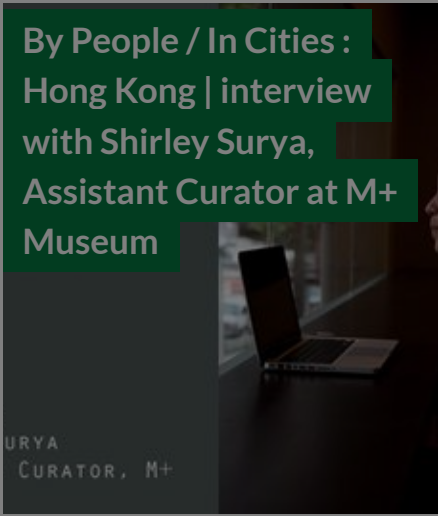 By People / In Cities :
Hong Kong | interview
with Shirley Surya,
Assistant Curator at M+
Museum
URYA
CURATOR, M+